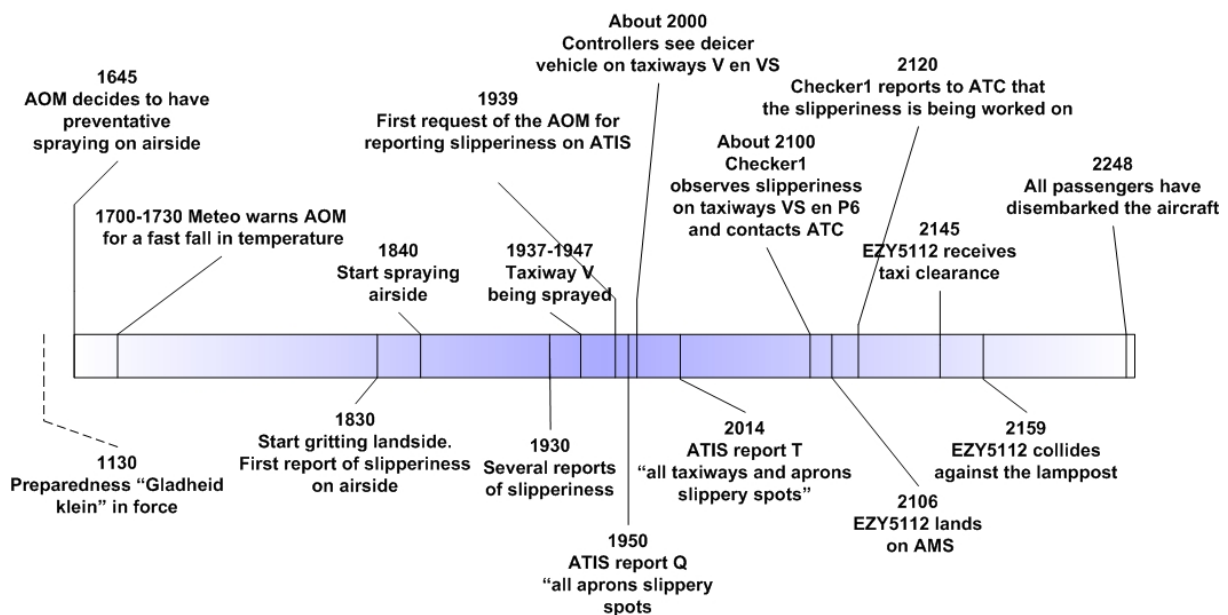 About 2000
Controllers see deicer
vehicle on taxiways V en VS
1645
AOM decides to have
preventative
spraying on airside
1939
First request of the AOM for
reporting slipperiness on ATIS
2120
Checker1 reports to ATC that
the slipperiness is being worked on
About 2100
Checker1
observes slipperiness
on taxiways VS en P6
and contacts ATC
2248
All passengers have
disembarked the aircraft
1700-1730 Meteo warns AOM
for a fast fall in temperature
1840
Start spraying
airside
1937-1947
Taxiway V
being sprayed
2145
EZY5112 receives
taxi clearance
1130
Preparedness “Gladheid
klein” in force
1830
Start gritting landside.
First report of slipperiness
on airside
1930
Several reports
of slipperiness
1950
ATIS report Q
“all aprons slippery
spots
2014
ATIS report T
“all taxiways and aprons
slippery spots”
2106
EZY5112 lands
on AMS
2159
EZY5112 collides
against the lamppost